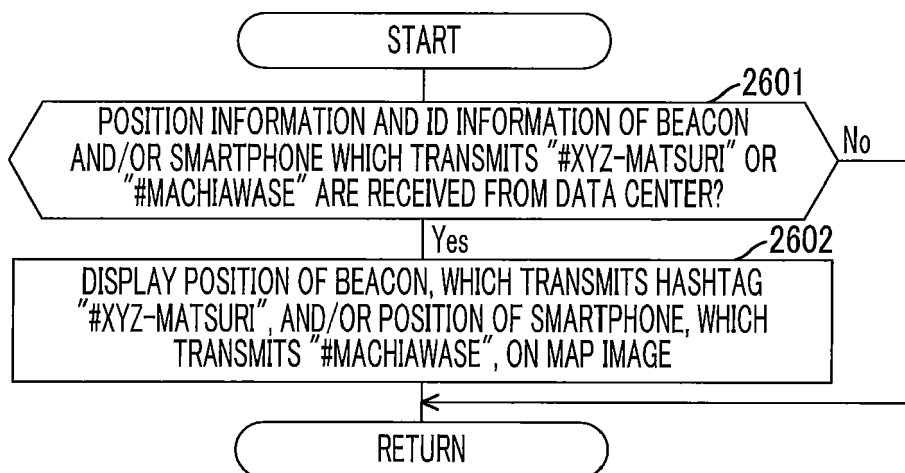 START
2601
POSITION INFORMATION AND ID INFORMATION OF BEACON
AND/OR SMARTPHONE WHICH TRANSMITS "#XYZ-MATSURI" OR
"#MACHIAWASE" ARE RECEIVED FROM DATA CENTER?
No
Yes
2602
DISPLAY POSITION OF BEACON, WHICH TRANSMITS HASHTAG
"#XYZ-MATSURI", AND/OR POSITION OF SMARTPHONE, WHICH
TRANSMITS "#MACHIAWASE", ON MAP IMAGE
RETURN